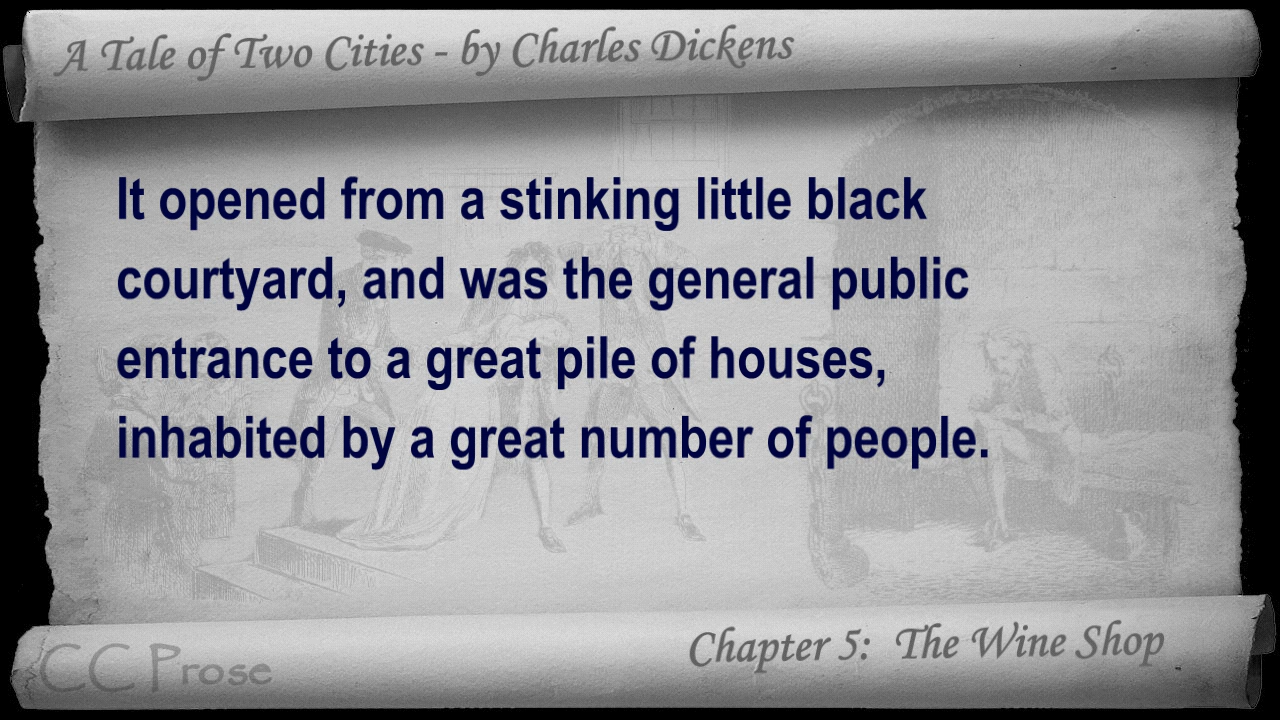 A Tale of Two Cities - by Charles Dickens
It opened from a stinking little black
courtyard, and was the general public
entrance to a great pile of houses,
inhabited by a great number of people.
Chapter 5: The Wine Shop
CC Prose